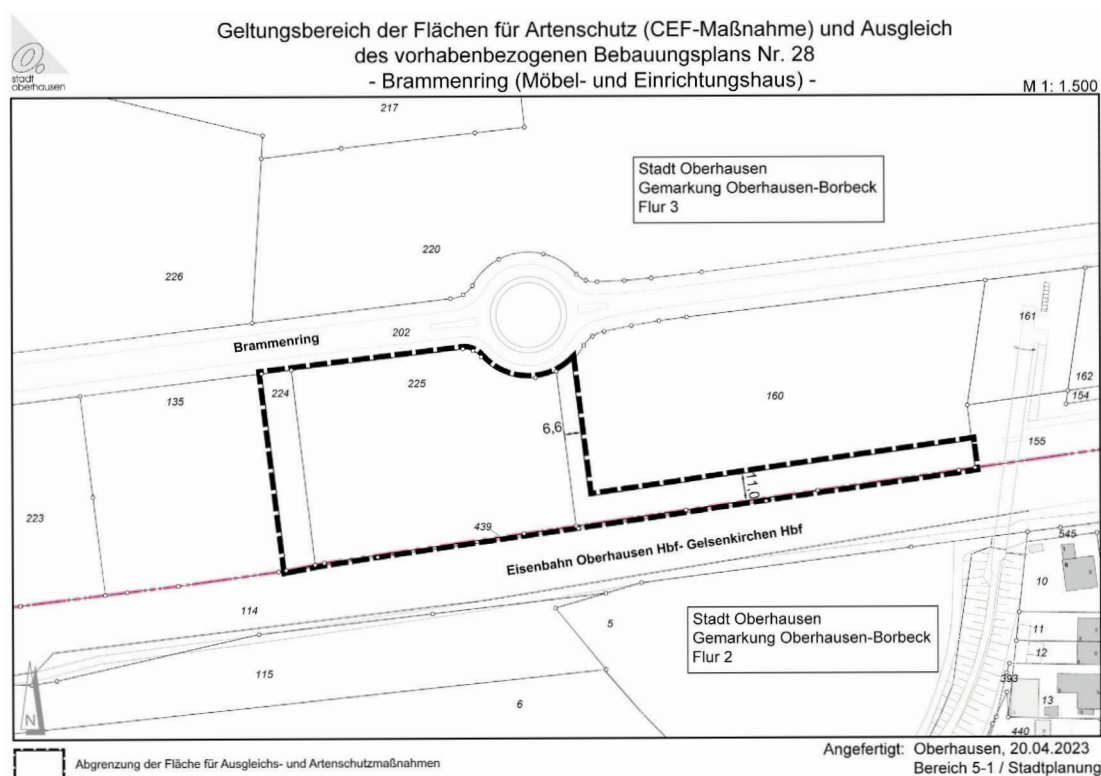 Geltungsbereich der Flächen für Artenschutz (CEF-Maßnahme) und Ausgleich
des vorhabenbezogenen Bebauungsplans Nr. 28
- Brammenring (Möbel- und Einrichtungshaus) -
stadt
oberhausen
M 1: 1.500
217
Stadt Oberhausen
Gemarkung Oberhausen-Borbeck
Flur 3
220
226
161
202
Brammenring
162
225
224
160
154
135
6,6
155
11,0
223
439
Eisenbahn Oberhausen Hbf- Gelsenkirchen Hbf
545
10
114
5
Stadt Oberhausen
Gemarkung Oberhausen-Borbeck
Flur 2
11
12
115
393
13
6
N
440
Abgrenzung der Fläche für Ausgleichs- und Artenschutzmaßnahmen
Angefertigt: Oberhausen, 20.04.2023
Bereich 5-1 / Stadtplanung